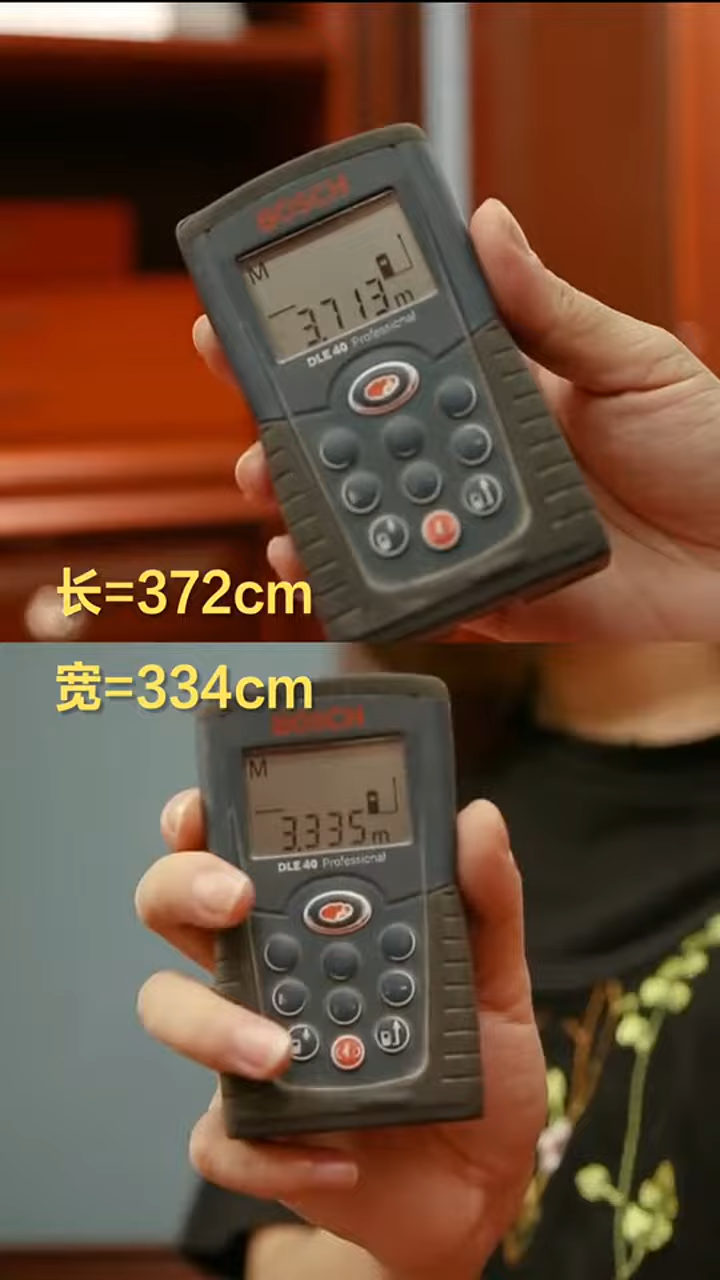 BOSCH
M
3.713m
DLE 40 Professional
长=372cm
宽=334cm
BOSCH
M
3.335m
DLE 40 Professional